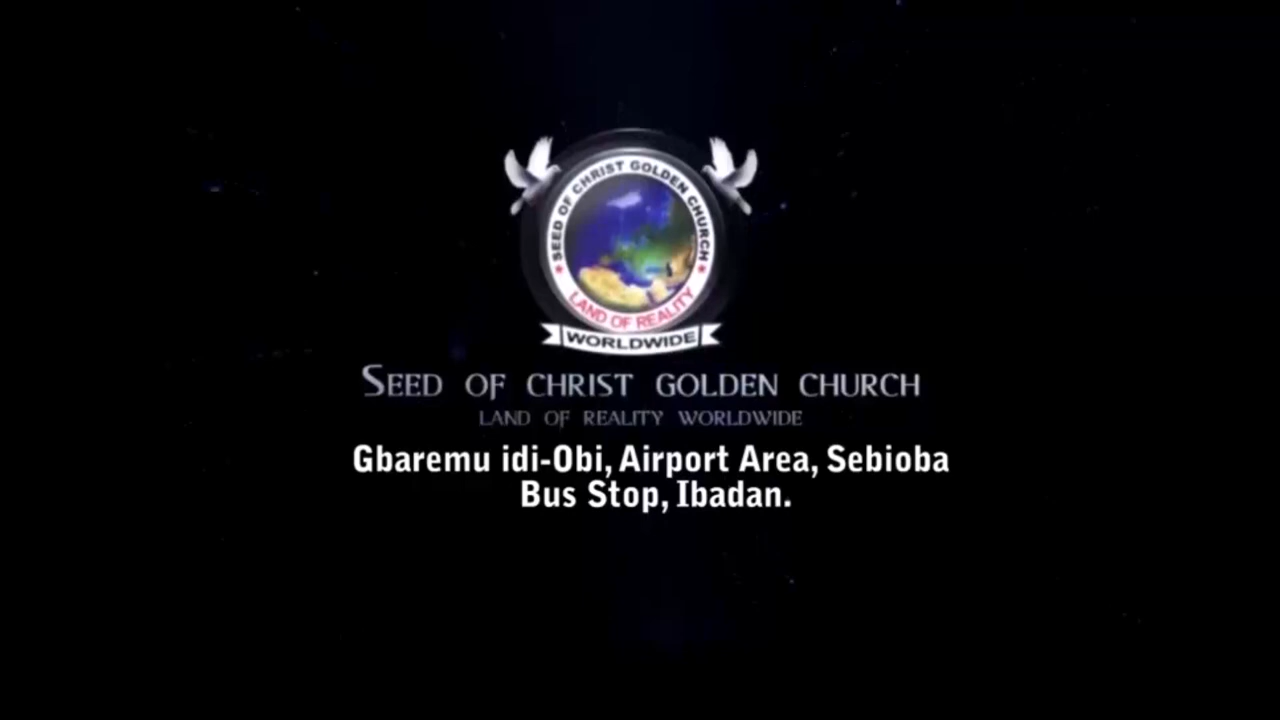 SEED OF CHRIST GOLDEN CHURCH
LAND OF REALITY
WORLDWIDE
SEED OF CHRIST GOLDEN CHURCH
LAND OF REALITY WORLDWIDE
Gbaremu idi-Obi, Airport Area, Sebioba
Bus Stop, Ibadan.